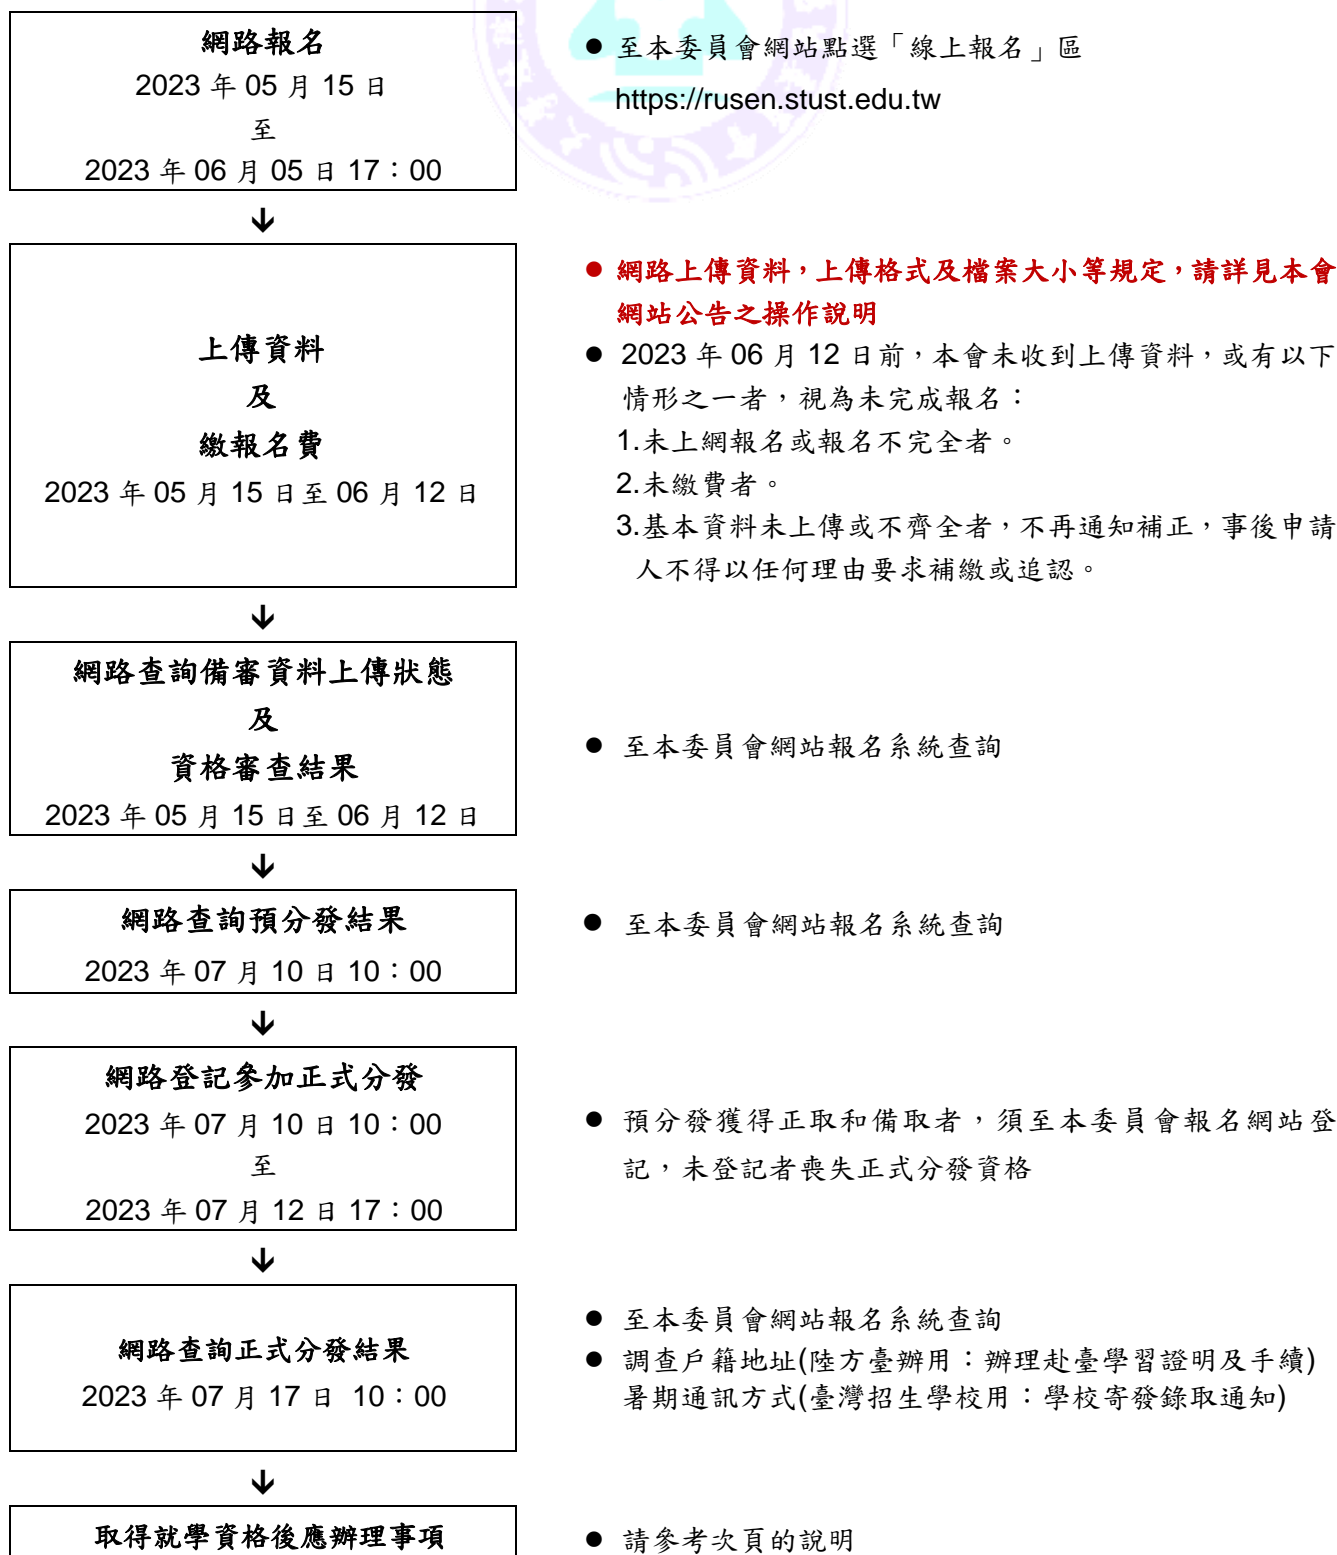 網路報名
2023 年 05 月 15 日
至
2023 年 06 月 05 日 17：00
● 至本委員會網站點選「線上報名」區
https://rusen.stust.edu.tw
↓
上傳資料
及
繳報名費
2023 年 05 月 15 日至 06 月 12 日
● 網路上傳資料，上傳格式及檔案大小等規定，請詳見本會
網站公告之操作說明
● 2023 年 06 月 12 日前，本會未收到上傳資料，或有以下
情形之一者，視為未完成報名：
1.未上網報名或報名不完全者。
2.未繳費者。
3.基本資料未上傳或不齊全者，不再通知補正，事後申請
人不得以任何理由要求補繳或追認。
↓
網路查詢備審資料上傳狀態
及
資格審查結果
2023 年 05 月 15 日至 06 月 12 日
● 至本委員會網站報名系統查詢
↓
網路查詢預分發結果
2023 年 07 月 10 日 10：00
● 至本委員會網站報名系統查詢
↓
網路登記參加正式分發
2023 年 07 月 10 日 10：00
至
2023 年 07 月 12 日 17：00
● 預分發獲得正取和備取者，須至本委員會報名網站登
記，未登記者喪失正式分發資格
↓
網路查詢正式分發結果
2023 年 07 月 17 日 10：00
● 至本委員會網站報名系統查詢
● 調查戶籍地址(陸方臺辦用：辦理赴臺學習證明及手續)
暑期通訊方式(臺灣招生學校用：學校寄發錄取通知)
↓
取得就學資格後應辦理事項
● 請參考次頁的說明